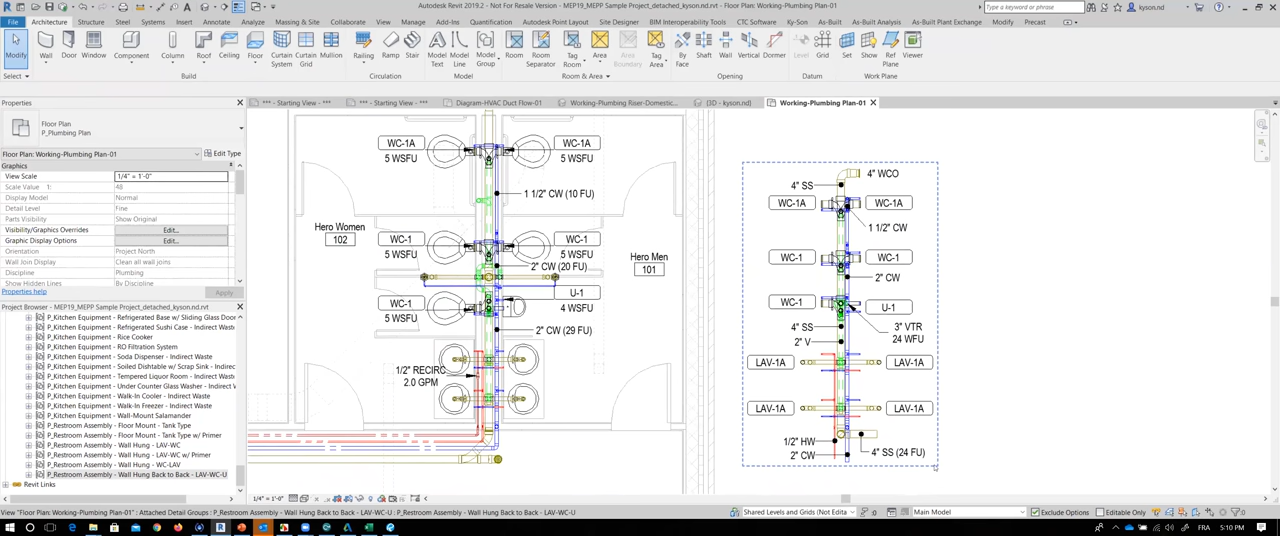 Autodesk Revit 2019.2 - Not For Resale Version - MEP19_MEPP Sample Project_detached_kyson.nd.rvt - Floor Plan: Working-Plumbing Plan-01
Type a keyword or phrase
kyson.nd
File Architecture Structure Steel Systems Insert Annotate Analyze Massing & Site Collaborate View Manage Add-Ins Quantification Autodesk Point Layout Site Designer BIM Interoperability Tools CTC Software Ky-Son As-Built Analysis As-Built Plant Exchange As-Built Modify Precast
Modify Wall Door Window Component Column Roof Ceiling Floor Curtain System Curtain Grid Mullion Railing Ramp Stair Model Text Model Line Model Group Room Room Separator Tag Room Area Area Boundary Tag Area By Face Shaft Wall Vertical Dormer Level Grid Set Show Ref Plane Viewer
Select Build Circulation Model Room & Area Opening Datum Work Plane
Properties
*** - Starting View - *** *** - Starting View - *** Diagram-HVAC Duct Flow-01 Working-Plumbing Riser-Domestic... (3D - kyson.nd) Working-Plumbing Plan-01
Floor Plan
P_Plumbing Plan
Floor Plan: Working-Plumbing Plan-01 Edit Type
Graphics
View Scale 1/4" = 1'-0"
Scale Value 1: 48
Display Model Normal
Detail Level Fine
Parts Visibility Show Original
Visibility/Graphics Overrides Edit...
Graphic Display Options Edit...
Orientation Project North
Wall Join Display Clean all wall joins
Discipline Plumbing
Show Hidden Lines By Discipline
Properties help Apply
Project Browser - MEP19_MEPP Sample Project_detached_kyson.nd.rvt
P_Kitchen Equipment - Refrigerated Base w/ Sliding Glass Door
P_Kitchen Equipment - Refrigerated Sushi Case - Indirect Waste
P_Kitchen Equipment - Rice Cooker
P_Kitchen Equipment - RO Filtration System
P_Kitchen Equipment - Soda Dispenser - Indirect Waste
P_Kitchen Equipment - Soiled Dishtable w/ Scrap Sink - Indirect
P_Kitchen Equipment - Tempered Liquor Room - Indirect Waste
P_Kitchen Equipment - Under Counter Glass Washer - Indirect
P_Kitchen Equipment - Walk-In Cooler - Indirect Waste
P_Kitchen Equipment - Walk-in Freezer - Indirect Waste
P_Kitchen Equipment - Wall-Mount Salamander
P_Restroom Assembly - Floor Mount - Tank Type
P_Restroom Assembly - Floor Mount - Tank Type w/ Primer
P_Restroom Assembly - Wall Hung - LAV-WC
P_Restroom Assembly - Wall Hung - LAV-WC w/ Primer
P_Restroom Assembly - Wall Hung - WC-LAV
P_Restroom Assembly - Wall Hung Back to Back - LAV-WC
P_Restroom Assembly - Wall Hung Back to Back - LAV-WC-U
Revit Links
WC-1A WC-1A
5 WSFU 5 WSFU
1 1/2" CW (10 FU)
Hero Women
102
WC-1 WC-1
5 WSFU 5 WSFU
Hero Men
101
2" CW (20 FU)
U-1
WC-1 4 WSFU
5 WSFU
2" CW (29 FU)
1/2" RECIRC
2.0 GPM
4" WCO
4" SS
WC-1A WC-1A
1 1/2" CW
WC-1 WC-1
2" CW
WC-1 U-1
4" SS 3" VTR
2" V 24 WFU
LAV-1A LAV-1A
LAV-1A LAV-1A
1/2" HW
2" CW 4" SS (24 FU)
1/4" = 1'-0"
View "Floor Plan: Working-Plumbing Plan-01" : Attached Detail Groups : P_Restroom Assembly - Wall Hung Back to Back - LAV-WC-U : P_Restroom Assembly - Wall Hung Back to Back - LAV-WC-U
Shared Levels and Grids (Not Edita :0 Main Model Exclude Options Editable Only :0
FRA 5:10 PM